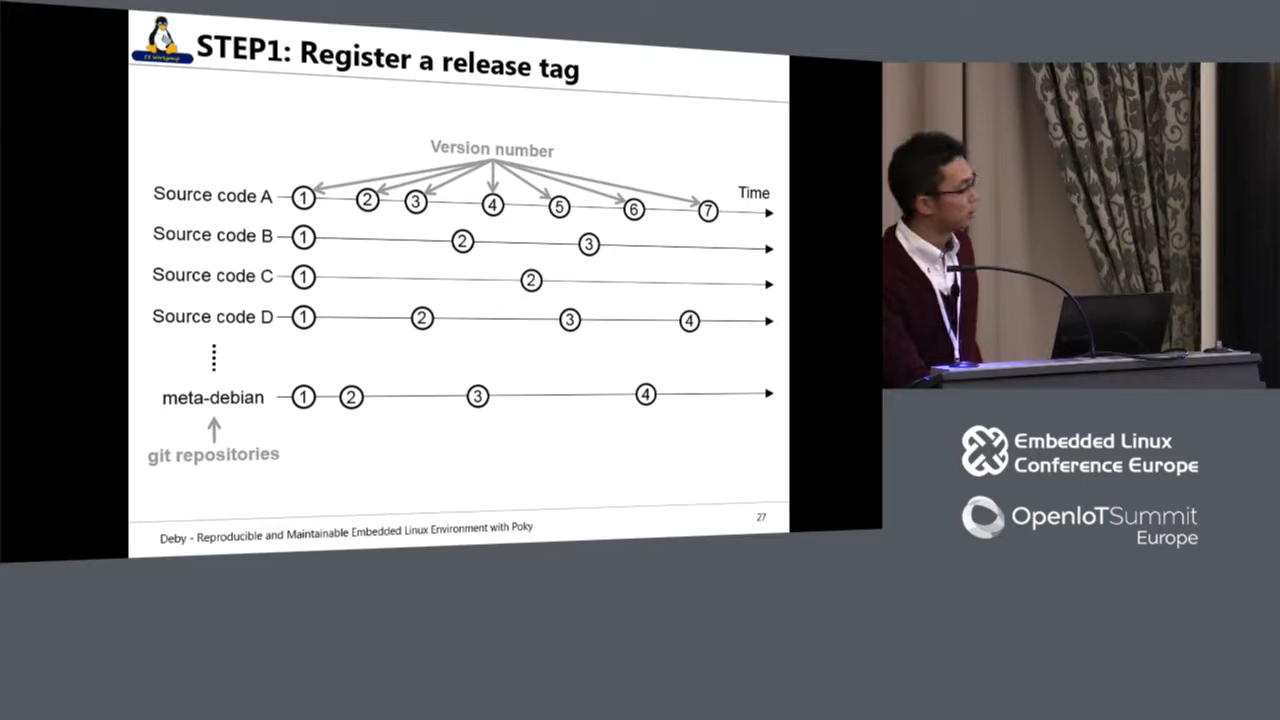 STEP1: Register a release tag
Version number
Time
Source code A 1 2 3 4 5 6 7
Source code B 1 2 3
Source code C 1 2
Source code D 1 2 3 4
meta-debian 1 2 3 4
git repositories
Deby - Reproducible and Maintainable Embedded Linux Environment with Poky
27
Embedded Linux
Conference Europe
OpenIoTSummit
Europe